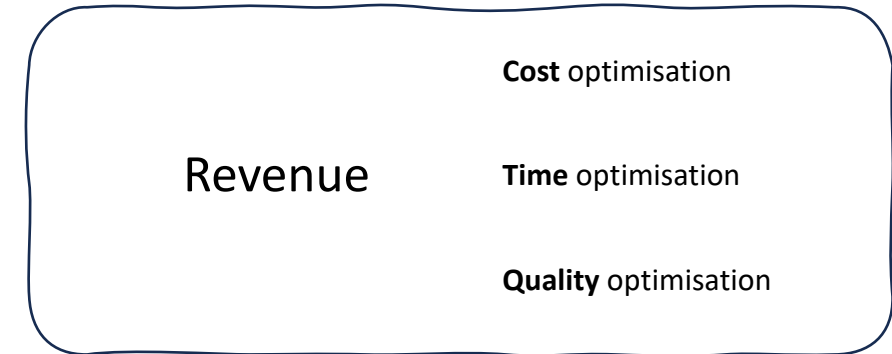 Cost optimisation
Revenue
Time optimisation
Quality optimisation